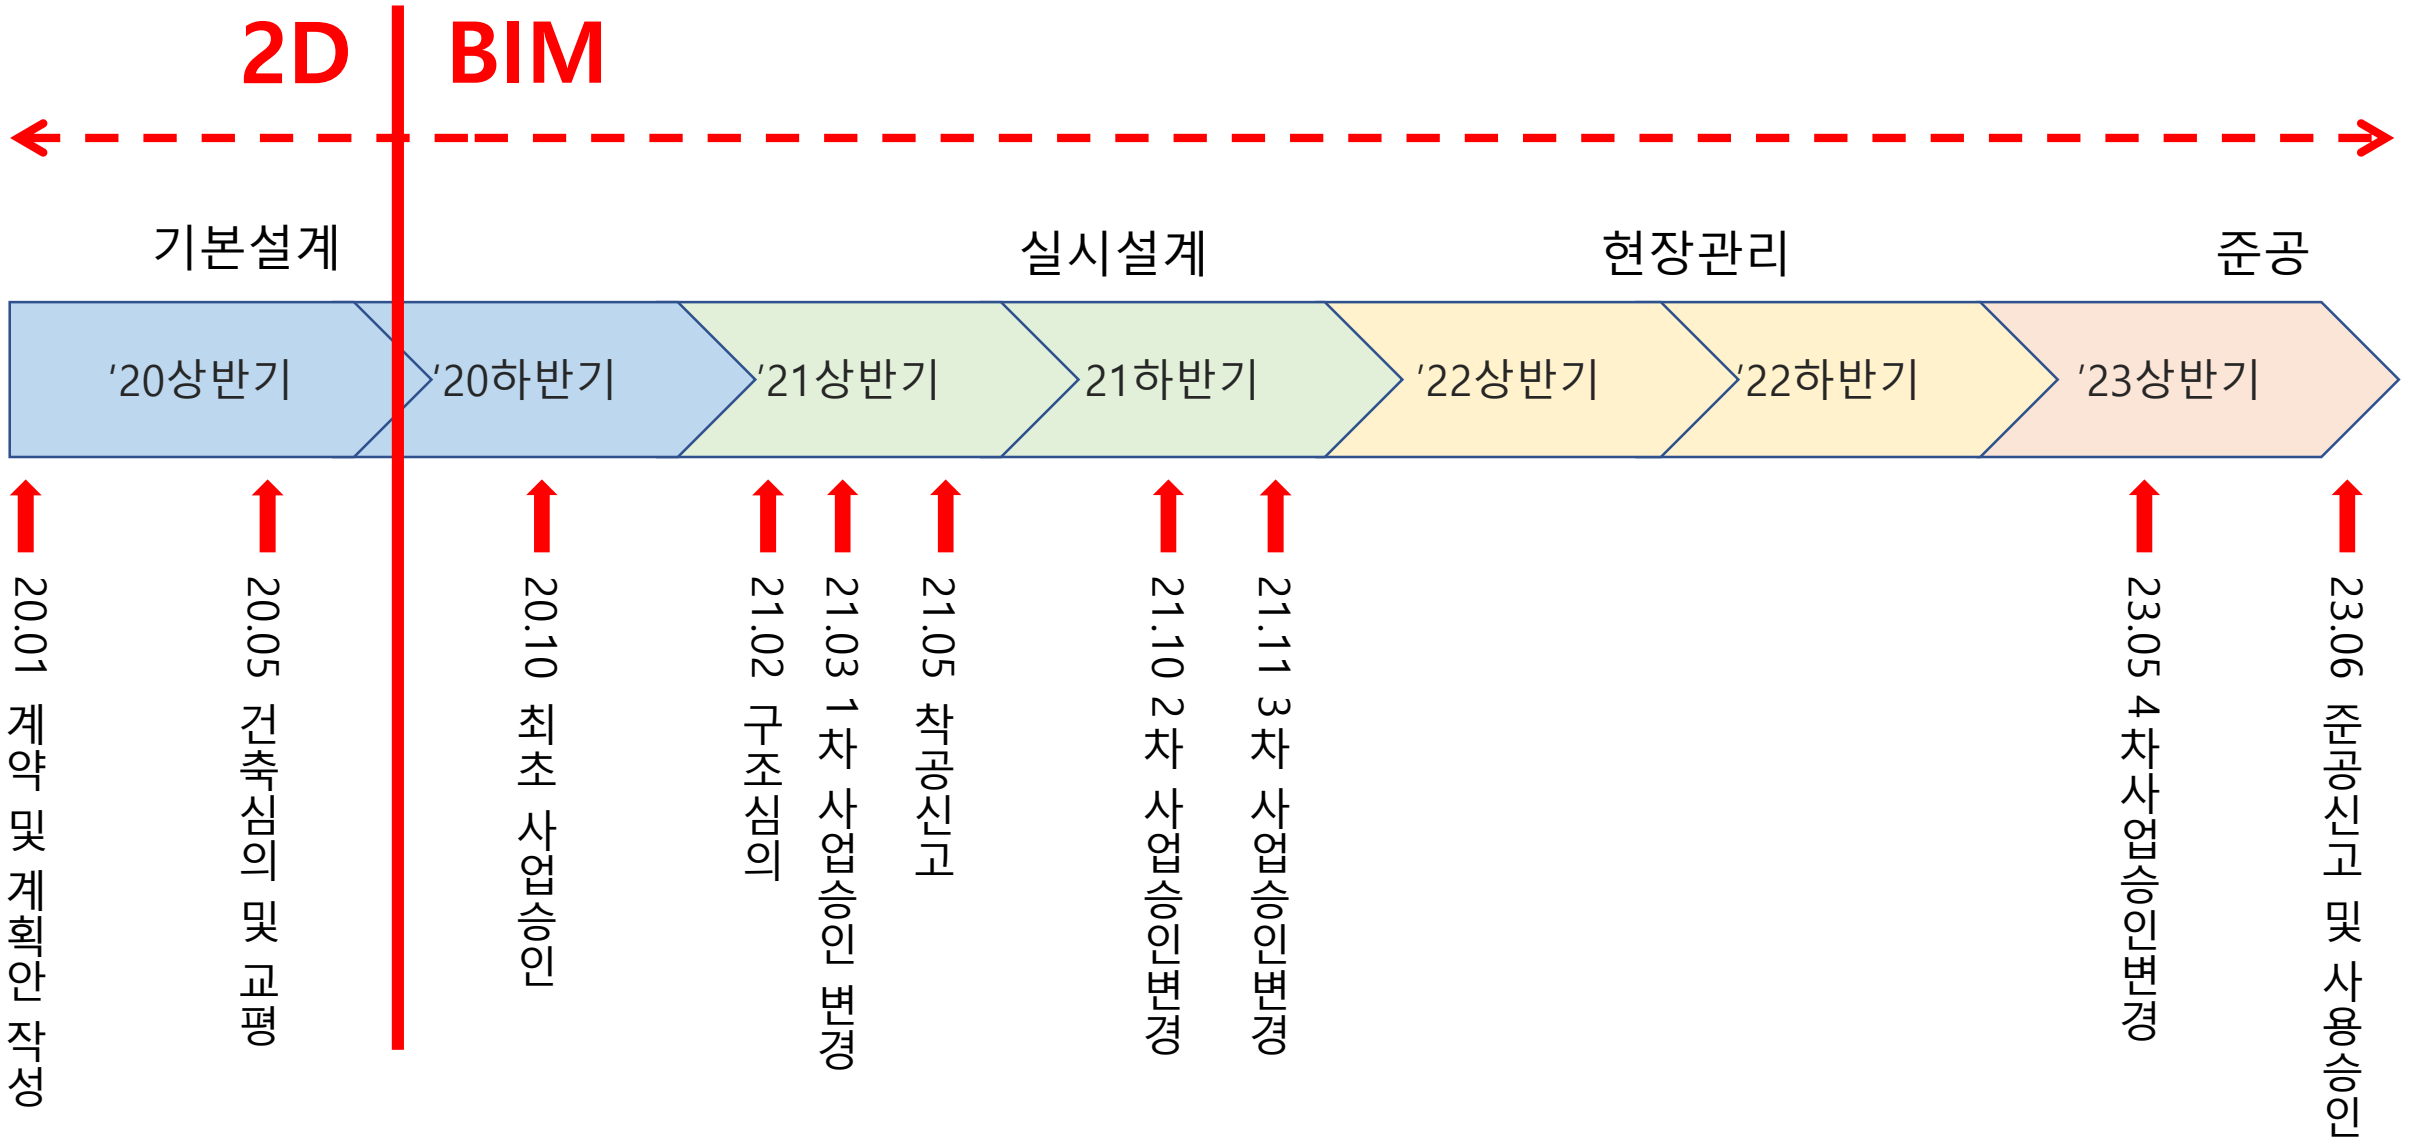 2D
BIM
기본설계
실시설계
현장관리
준공
‘20상반기
‘20하반기
‘21상반기
21하반기
‘22상반기
‘22하반기
‘23상반기
20.01 계약 및 계획안 작성
20.05 건축심의 및 교평
20.10 최초 사업승인
21.02 구조심의
21.03 1차 사업승인 변경
21.05 착공신고
21.10 2차 사업승인변경
21.11 3차 사업승인변경
23.05 4차사업승인변경
23.06 준공신고 및 사용승인